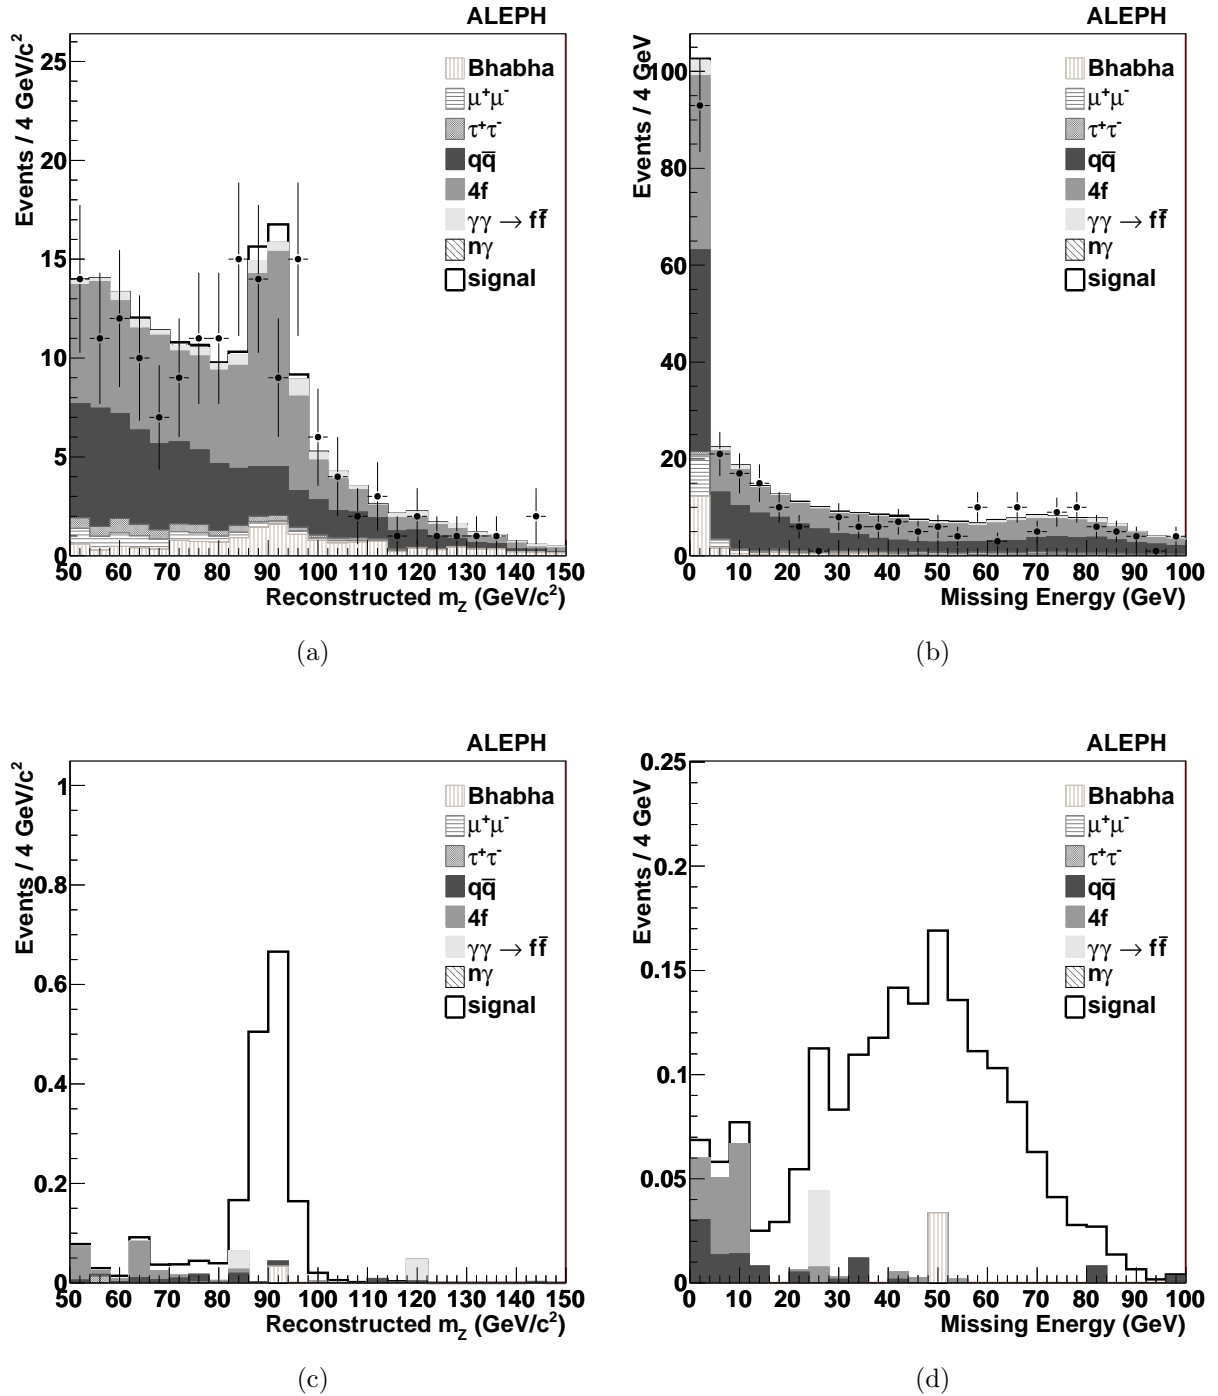 ALEPH
Events / 4 GeV/c²
25
20
15
10
5
0
50 60 70 80 90 100 110 120 130 140 150
Reconstructed m_Z (GeV/c²)
Bhabha
μ⁺μ⁻
τ⁺τ⁻
qq̄
4f
γγ → ff̄
nγ
signal
(a)
ALEPH
Events / 4 GeV
100
80
60
40
20
0
0 10 20 30 40 50 60 70 80 90 100
Missing Energy (GeV)
Bhabha
μ⁺μ⁻
τ⁺τ⁻
qq̄
4f
γγ → ff̄
nγ
signal
(b)
ALEPH
Events / 4 GeV/c²
1
0.8
0.6
0.4
0.2
0
50 60 70 80 90 100 110 120 130 140 150
Reconstructed m_Z (GeV/c²)
Bhabha
μ⁺μ⁻
τ⁺τ⁻
qq̄
4f
γγ → ff̄
nγ
signal
(c)
ALEPH
Events / 4 GeV
0.25
0.2
0.15
0.1
0.05
0
0 10 20 30 40 50 60 70 80 90 100
Missing Energy (GeV)
Bhabha
μ⁺μ⁻
τ⁺τ⁻
qq̄
4f
γγ → ff̄
nγ
signal
(d)